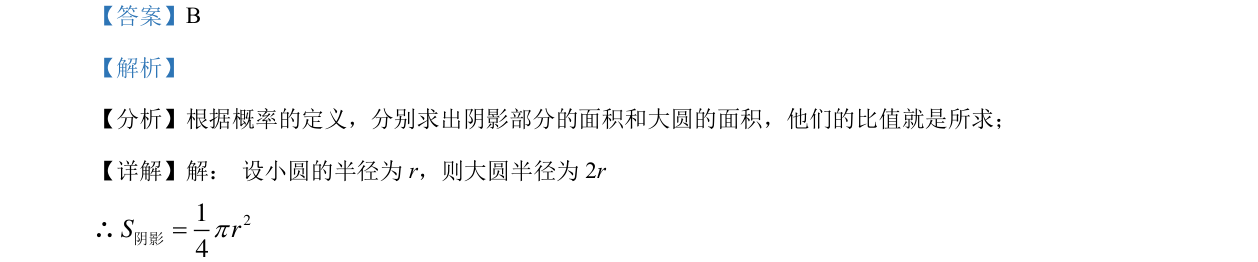 【答案】B
【解析】
【分析】根据概率的定义，分别求出阴影部分的面积和大圆的面积，他们的比值就是所求；
【详解】解： 设小圆的半径为 r，则大圆半径为 2r
∴ S阴影 = 1/4 πr²